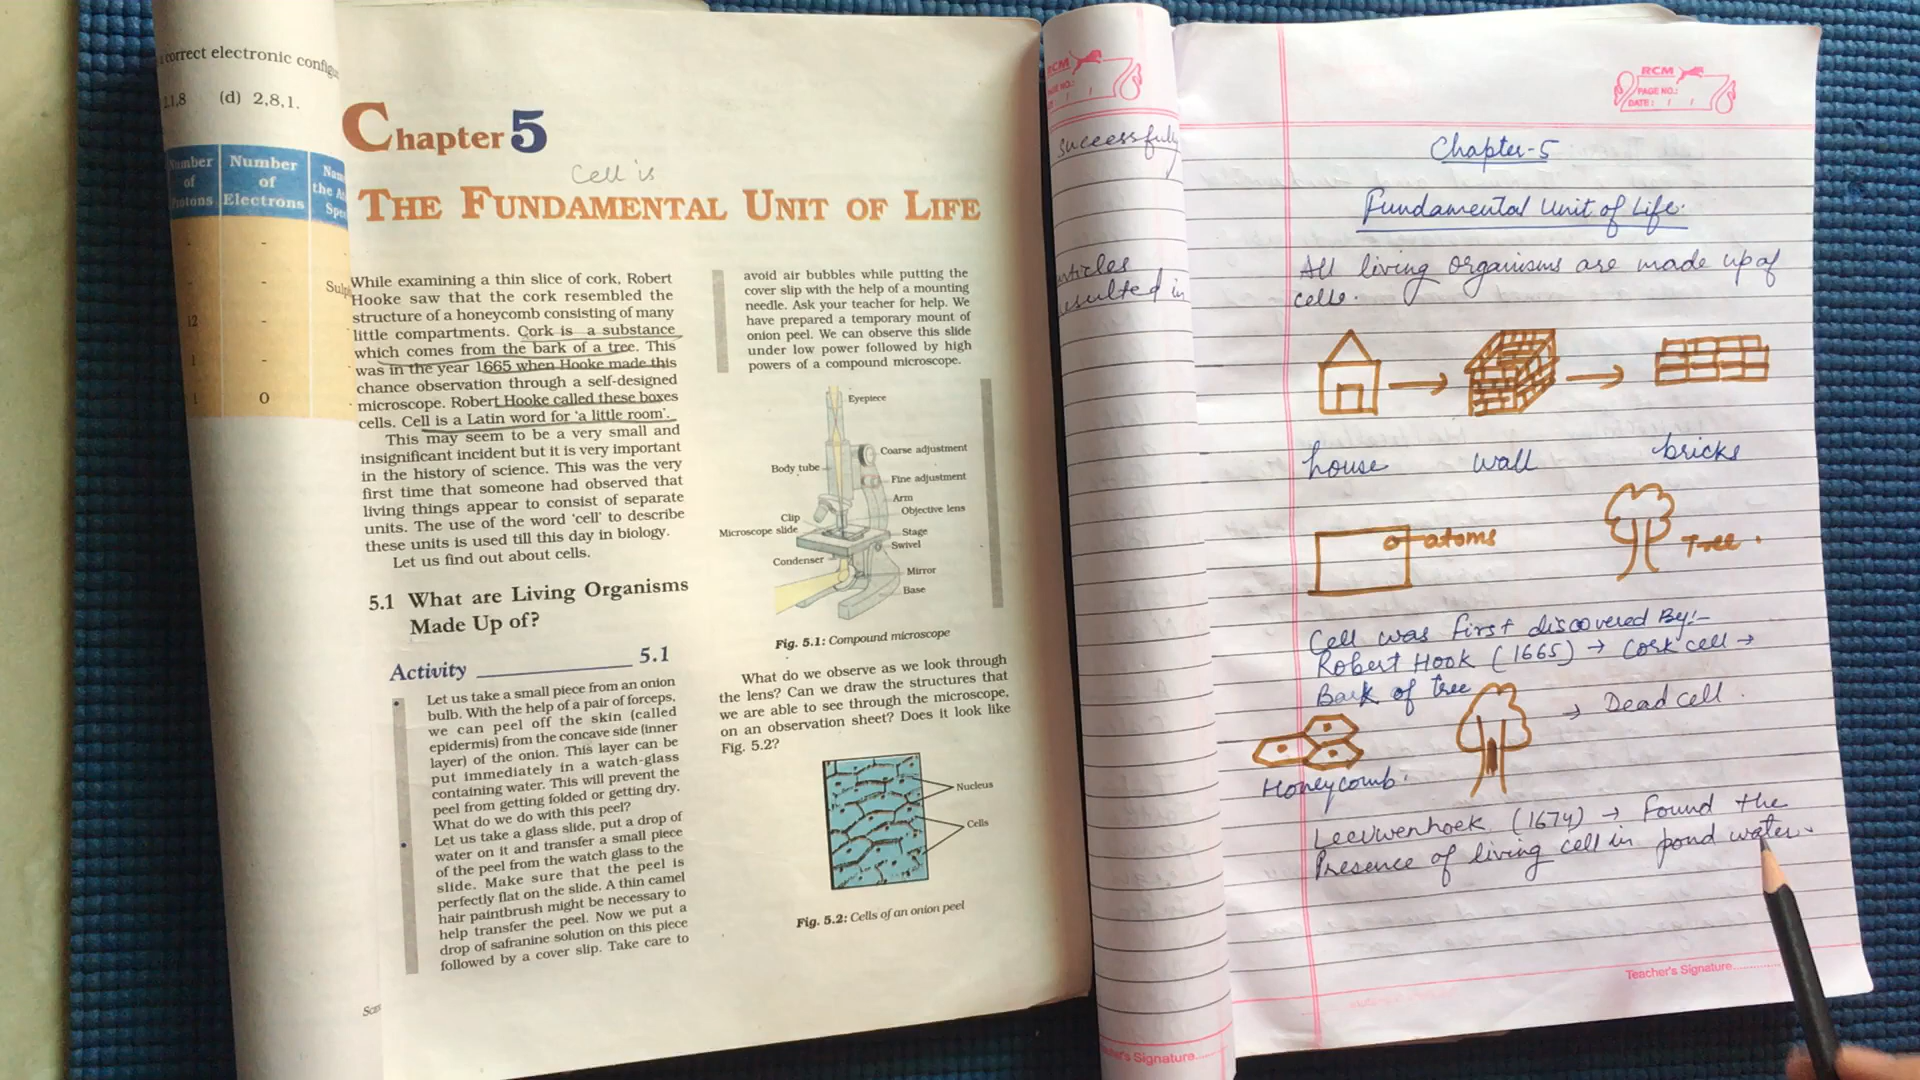 correct electronic config
2,1,8 (d) 2,8,1.
Number of Protons
Number of Electrons
- -
- -
12 -
1 -
1 0
Chapter 5
Cell is
THE FUNDAMENTAL UNIT OF LIFE
While examining a thin slice of cork, Robert
Hooke saw that the cork resembled the
structure of a honeycomb consisting of many
little compartments. Cork is a substance
which comes from the bark of a tree. This
was in the year 1665 when Hooke made this
chance observation through a self-designed
microscope. Robert Hooke called these boxes
cells. Cell is a Latin word for ‘a little room’.
This may seem to be a very small and
insignificant incident but it is very important
in the history of science. This was the very
first time that someone had observed that
living things appear to consist of separate
units. The use of the word ‘cell’ to describe
these units is used till this day in biology.
Let us find out about cells.
5.1 What are Living Organisms
Made Up of?
Activity 5.1
• Let us take a small piece from an onion
bulb. With the help of a pair of forceps,
we can peel off the skin (called
epidermis) from the concave side (inner
layer) of the onion. This layer can be
put immediately in a watch-glass
containing water. This will prevent the
peel from getting folded or getting dry.
What do we do with this peel?
• Let us take a glass slide, put a drop of
water on it and transfer a small piece
of the peel from the watch glass to the
slide. Make sure that the peel is
perfectly flat on the slide. A thin camel
hair paintbrush might be necessary to
help transfer the peel. Now we put a
drop of safranine solution on this piece
followed by a cover slip. Take care to
avoid air bubbles while putting the
cover slip with the help of a mounting
needle. Ask your teacher for help. We
have prepared a temporary mount of
onion peel. We can observe this slide
under low power followed by high
powers of a compound microscope.
Eyepiece
Coarse adjustment
Body tube
Fine adjustment
Arm
Objective lens
Clip
Microscope slide
Stage
Swivel
Condenser
Mirror
Base
Fig. 5.1: Compound microscope
What do we observe as we look through
the lens? Can we draw the structures that
we are able to see through the microscope,
on an observation sheet? Does it look like
Fig. 5.2?
Nucleus
Cells
Fig. 5.2: Cells of an onion peel
RCM
PAGE NO.:
successfully
articles
resulted in
Teacher's Signature
RCM
PAGE NO.:
DATE: / /
Chapter-5
Fundamental Unit of Life.
All living organisms are made up of
cells.
house wall bricks
atoms Tree.
Cell was first discovered By:-
Robert Hook (1665) → Cork cell →
Bark of tree
→ Dead cell.
Honeycomb.
Leeuwenhoek (1674) → Found the
Presence of living cell in pond water.
Teacher's Signature